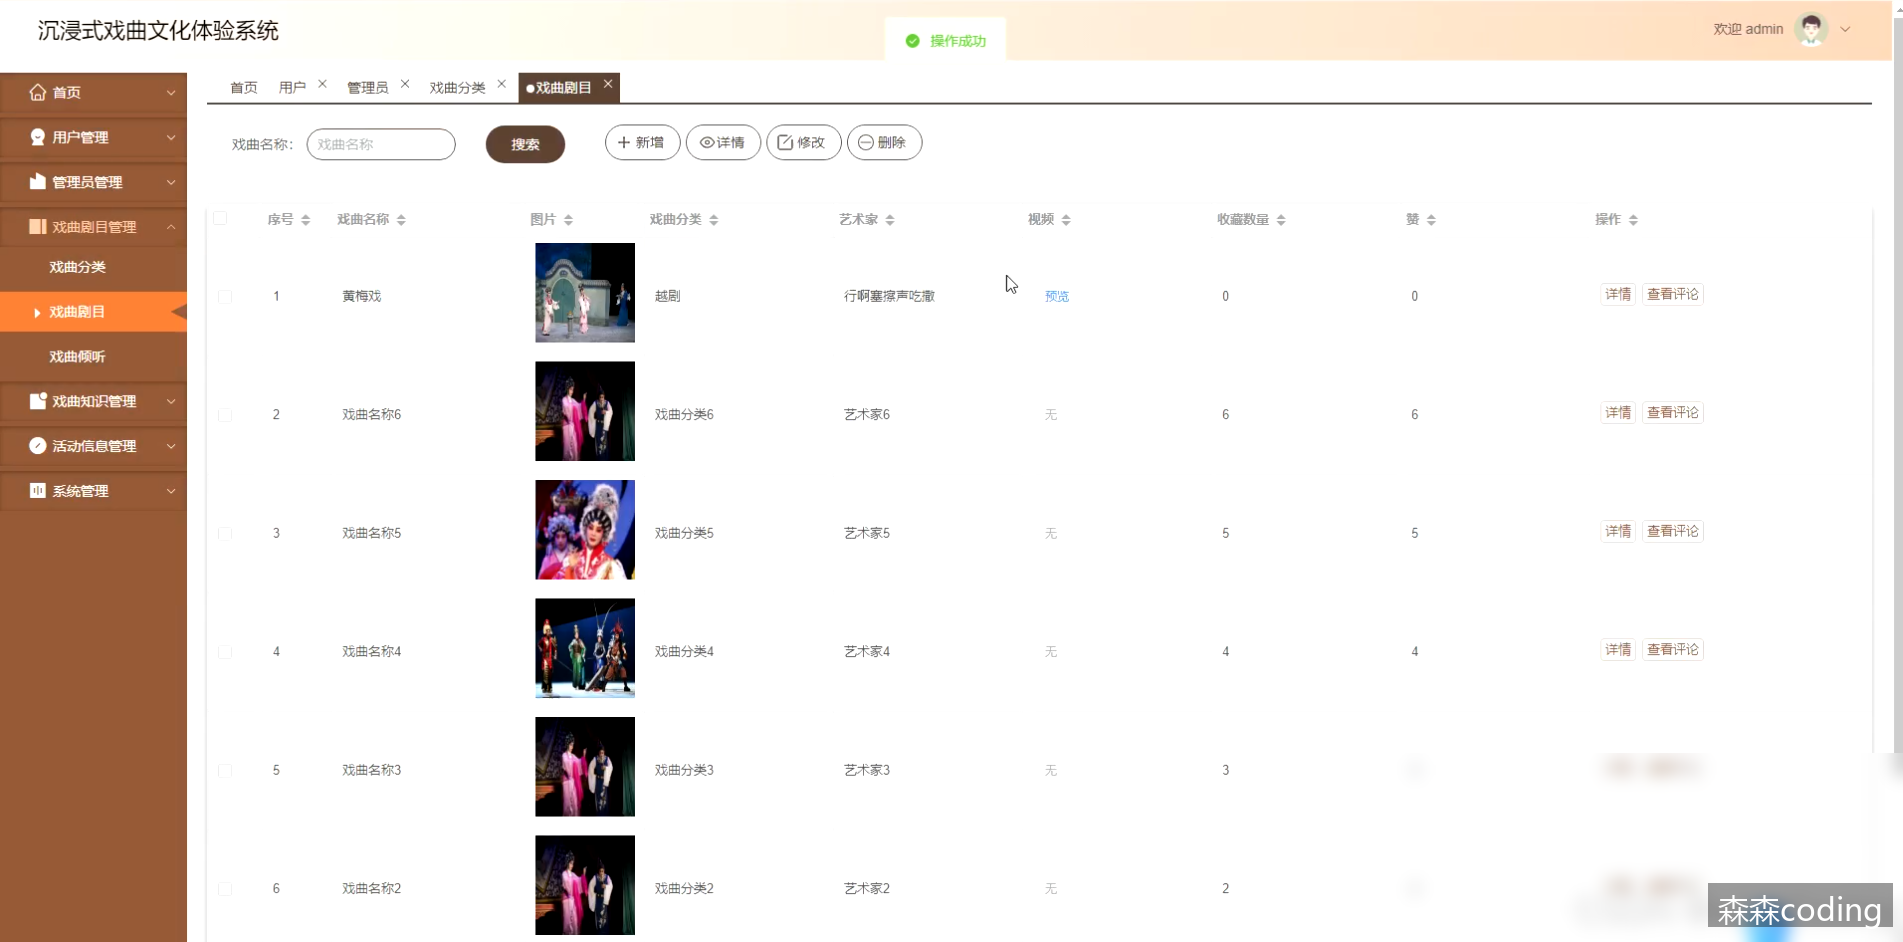 沉浸式戏曲文化体验系统
操作成功
欢迎 admin
首页
用户管理
管理员管理
戏曲剧目管理
戏曲分类
戏曲剧目
戏曲倾听
戏曲知识管理
活动信息管理
系统管理
首页 用户 管理员 戏曲分类 戏曲剧目
戏曲名称： 戏曲名称 搜索 新增 详情 修改 删除
序号 戏曲名称 图片 戏曲分类 艺术家 视频 收藏数量 赞 操作
1 黄梅戏 越剧 行啊塞擦声吃撒 预览 0 0 详情 查看评论
2 戏曲名称6 戏曲分类6 艺术家6 无 6 6 详情 查看评论
3 戏曲名称5 戏曲分类5 艺术家5 无 5 5 详情 查看评论
4 戏曲名称4 戏曲分类4 艺术家4 无 4 4 详情 查看评论
5 戏曲名称3 戏曲分类3 艺术家3 无 3
6 戏曲名称2 戏曲分类2 艺术家2 无 2
森森coding